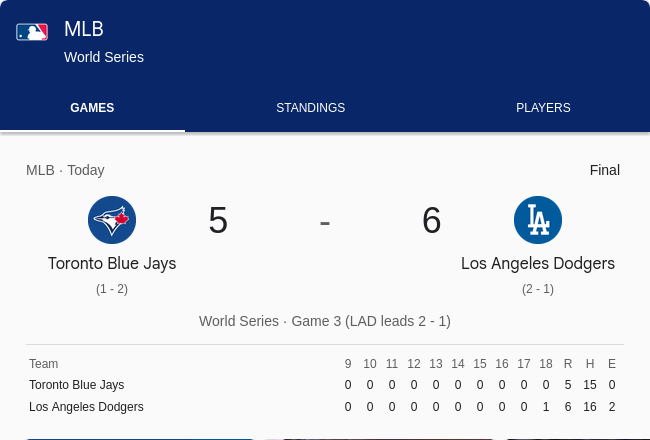 MLB
World Series
GAMES STANDINGS PLAYERS
MLB · Today Final
5 - 6
Toronto Blue Jays Los Angeles Dodgers
(1 - 2) (2 - 1)
World Series · Game 3 (LAD leads 2 - 1)
Team 9 10 11 12 13 14 15 16 17 18 R H E
Toronto Blue Jays 0 0 0 0 0 0 0 0 0 0 5 15 0
Los Angeles Dodgers 0 0 0 0 0 0 0 0 0 1 6 16 2